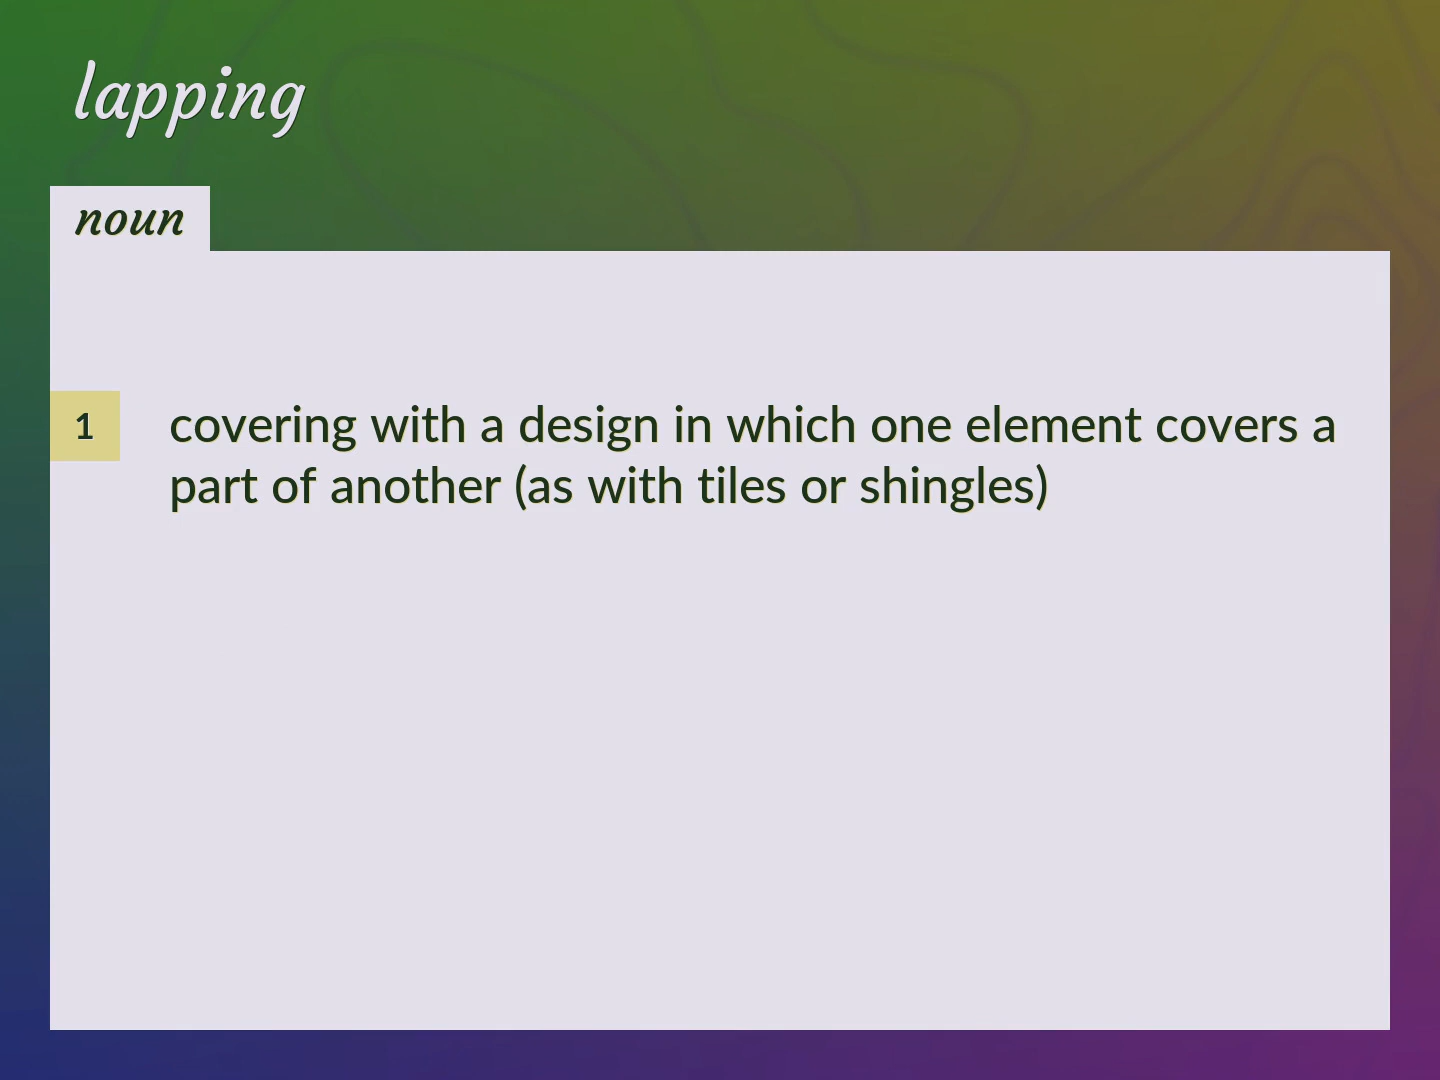 lapping
noun
1
covering with a design in which one element covers a
part of another (as with tiles or shingles)